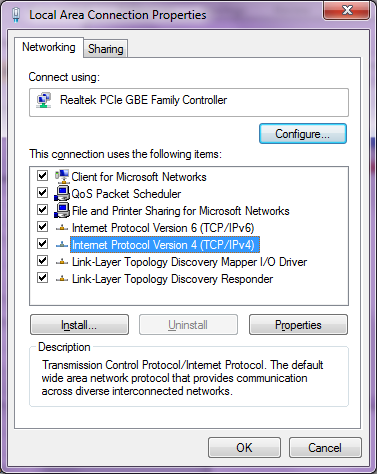 Local Area Connection Properties
Networking Sharing
Connect using:
Realtek PCIe GBE Family Controller
Configure...
This connection uses the following items:
Client for Microsoft Networks
QoS Packet Scheduler
File and Printer Sharing for Microsoft Networks
Internet Protocol Version 6 (TCP/IPv6)
Internet Protocol Version 4 (TCP/IPv4)
Link-Layer Topology Discovery Mapper I/O Driver
Link-Layer Topology Discovery Responder
Install... Uninstall Properties
Description
Transmission Control Protocol/Internet Protocol. The default
wide area network protocol that provides communication
across diverse interconnected networks.
OK Cancel